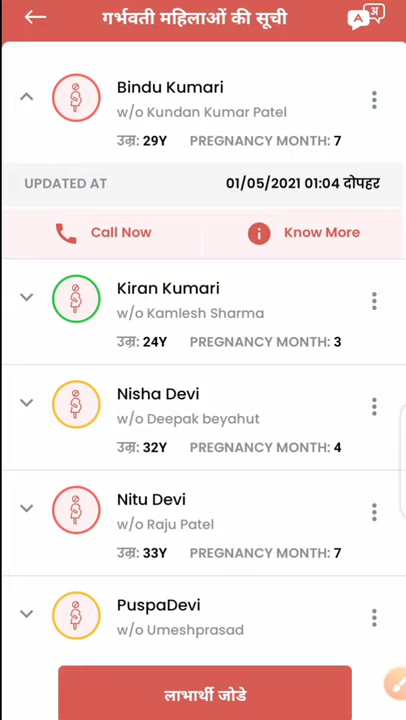 गर्भवती महिलाओं की सूची
A अ
Bindu Kumari
w/o Kundan Kumar Patel
उम्र: 29Y PREGNANCY MONTH: 7
UPDATED AT 01/05/2021 01:04 दोपहर
Call Now Know More
Kiran Kumari
w/o Kamlesh Sharma
उम्र: 24Y PREGNANCY MONTH: 3
Nisha Devi
w/o Deepak beyahut
उम्र: 32Y PREGNANCY MONTH: 4
Nitu Devi
w/o Raju Patel
उम्र: 33Y PREGNANCY MONTH: 7
PuspaDevi
w/o Umeshprasad
लाभार्थी जोडे